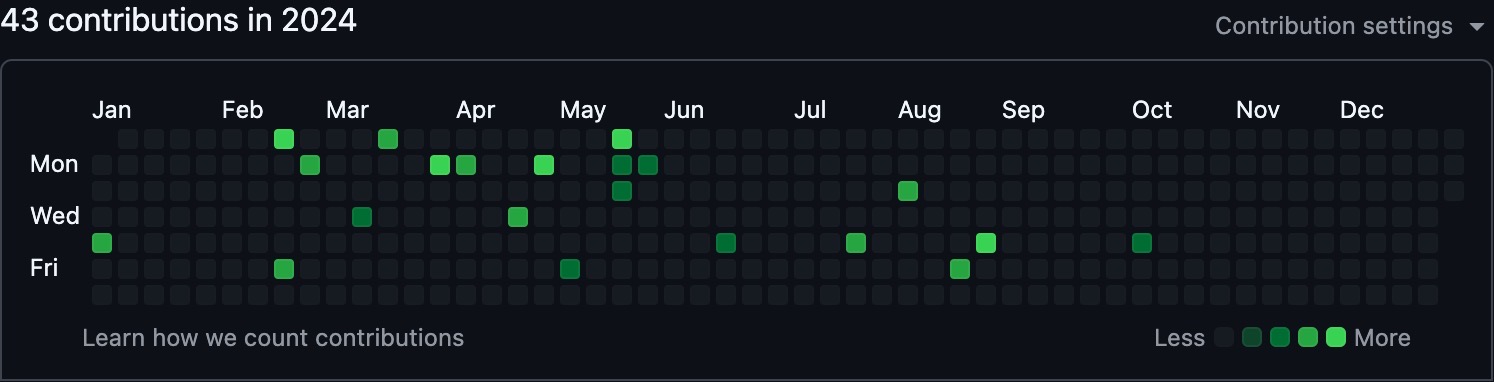 43 contributions in 2024
Contribution settings
Jan Feb Mar Apr May Jun Jul Aug Sep Oct Nov Dec
Mon
Wed
Fri
Learn how we count contributions
Less More